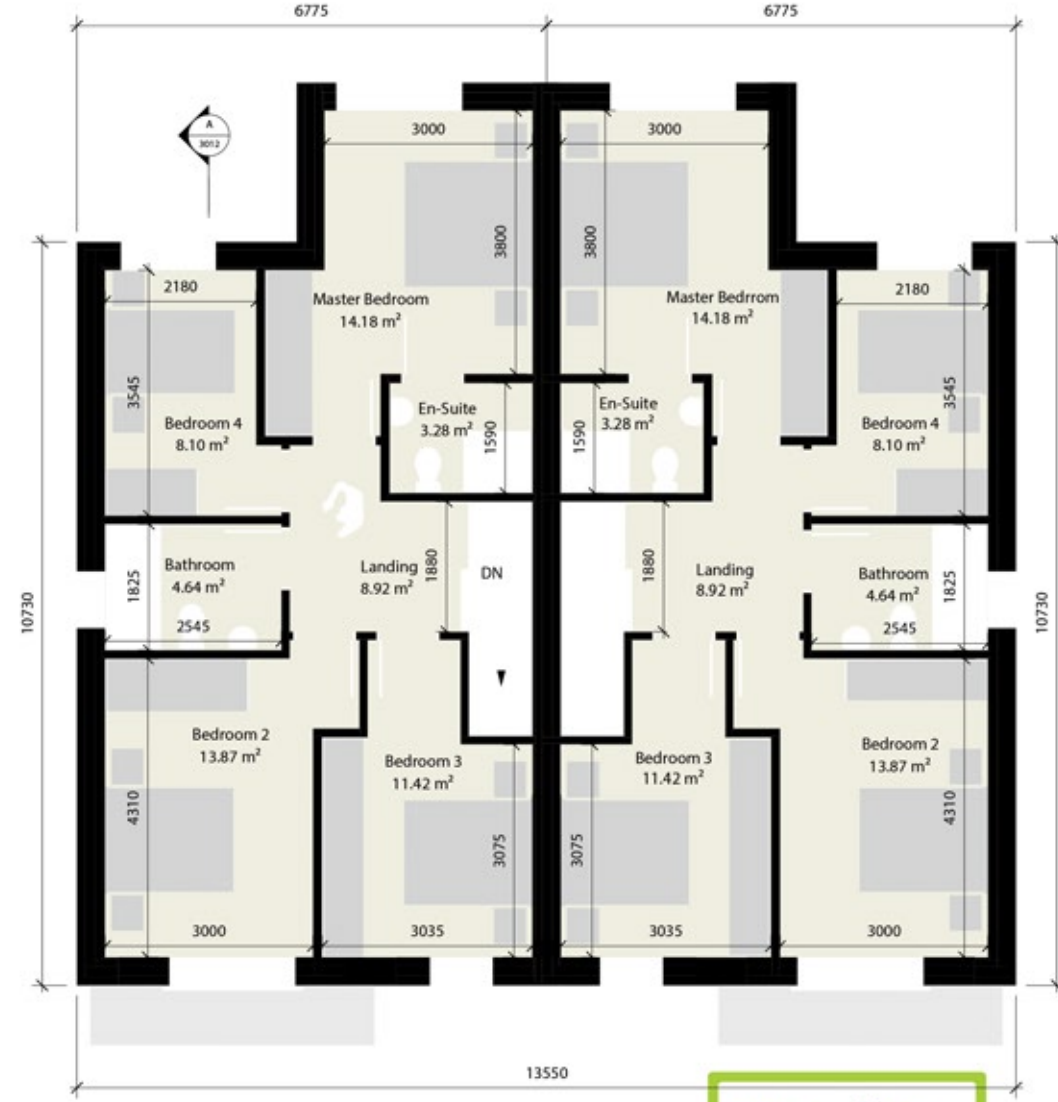 6775
6775
A
3012
3000
3000
3800
3800
2180
2180
Master Bedroom
14.18 m²
Master Bedrrom
14.18 m²
3545
3545
En-Suite
3.28 m²
En-Suite
3.28 m²
1590
1590
Bedroom 4
8.10 m²
Bedroom 4
8.10 m²
Bathroom
4.64 m²
1825
2545
Landing
8.92 m²
1880
DN
1880
Landing
8.92 m²
Bathroom
4.64 m²
1825
2545
10730
10730
Bedroom 2
13.87 m²
Bedroom 3
11.42 m²
Bedroom 3
11.42 m²
Bedroom 2
13.87 m²
4310
3075
3075
4310
3000
3035
3035
3000
13550